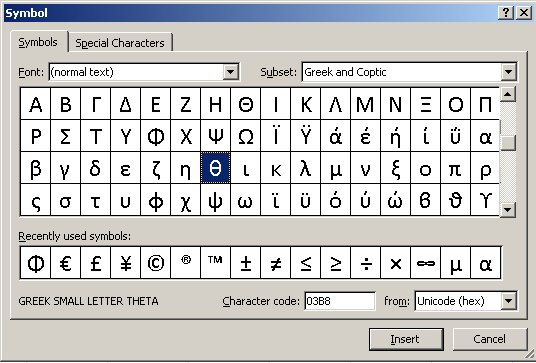 Symbol
Symbols Special Characters
Font: (normal text) Subset: Greek and Coptic
Α Β Γ Δ Ε Ζ Η Θ Ι Κ Λ Μ Ν Ξ Ο Π
Ρ Σ Τ Υ Φ Χ Ψ Ω Ϊ Ϋ ά έ ή ί ΰ α
β γ δ ε ζ η θ ι κ λ μ ν ξ ο π ρ
ς σ τ υ φ χ ψ ω ϊ ϋ ό ύ ώ ϐ ϑ ϒ
Recently used symbols:
Φ € £ ¥ © ® ™ ± ≠ ≤ ≥ ÷ × ∞ µ α
GREEK SMALL LETTER THETA Character code: 03B8 from: Unicode (hex)
Insert Cancel